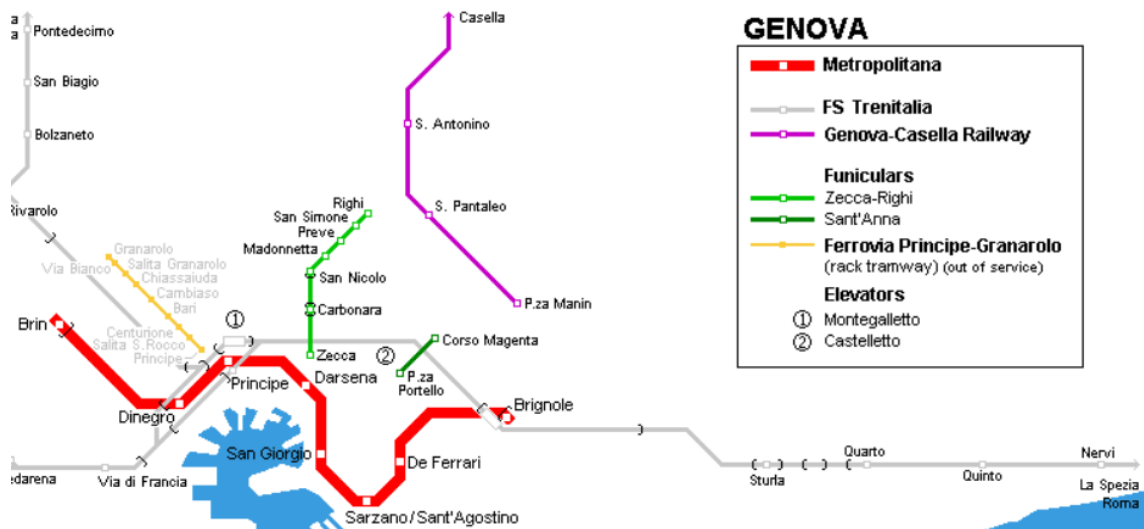 a
a
Pontedecimo
San Biagio
Bolzaneto
Rivarolo
Via Bianco
Granarolo
Salita Granarolo
Chiassaiuda
Cambiaso
Bari
Centurione
Salita S.Rocco
Principe
Brin
Dinegro
Principe
Darsena
San Giorgio
Sarzano/Sant'Agostino
De Ferrari
Brignole
edarena
Via di Francia
1
Righi
San Simone
Preve
Madonnetta
San Nicolo
Carbonara
Zecca
2
Corso Magenta
P.za
Portello
Casella
S. Antonino
S. Pantaleo
P.za Manin
Sturla
Quarto
Quinto
Nervi
La Spezia
Roma
GENOVA
Metropolitana
FS Trenitalia
Genova-Casella Railway
Funiculars
Zecca-Righi
Sant'Anna
Ferrovia Principe-Granarolo
(rack tramway) (out of service)
Elevators
1 Montegalletto
2 Castelletto